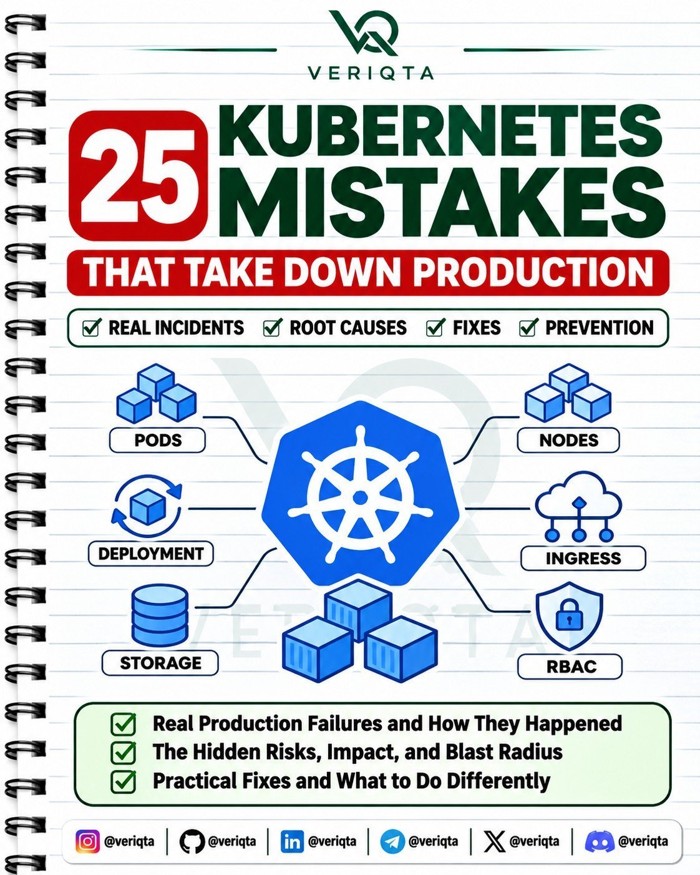 VERIQTA
25 KUBERNETES
MISTAKES
THAT TAKE DOWN PRODUCTION
REAL INCIDENTS
ROOT CAUSES
FIXES
PREVENTION
PODS
NODES
DEPLOYMENT
INGRESS
STORAGE
RBAC
VERIQTA
Real Production Failures and How They Happened
The Hidden Risks, Impact, and Blast Radius
Practical Fixes and What to Do Differently
@veriqta
@veriqta
@veriqta
@veriqta
@veriqta
@veriqta